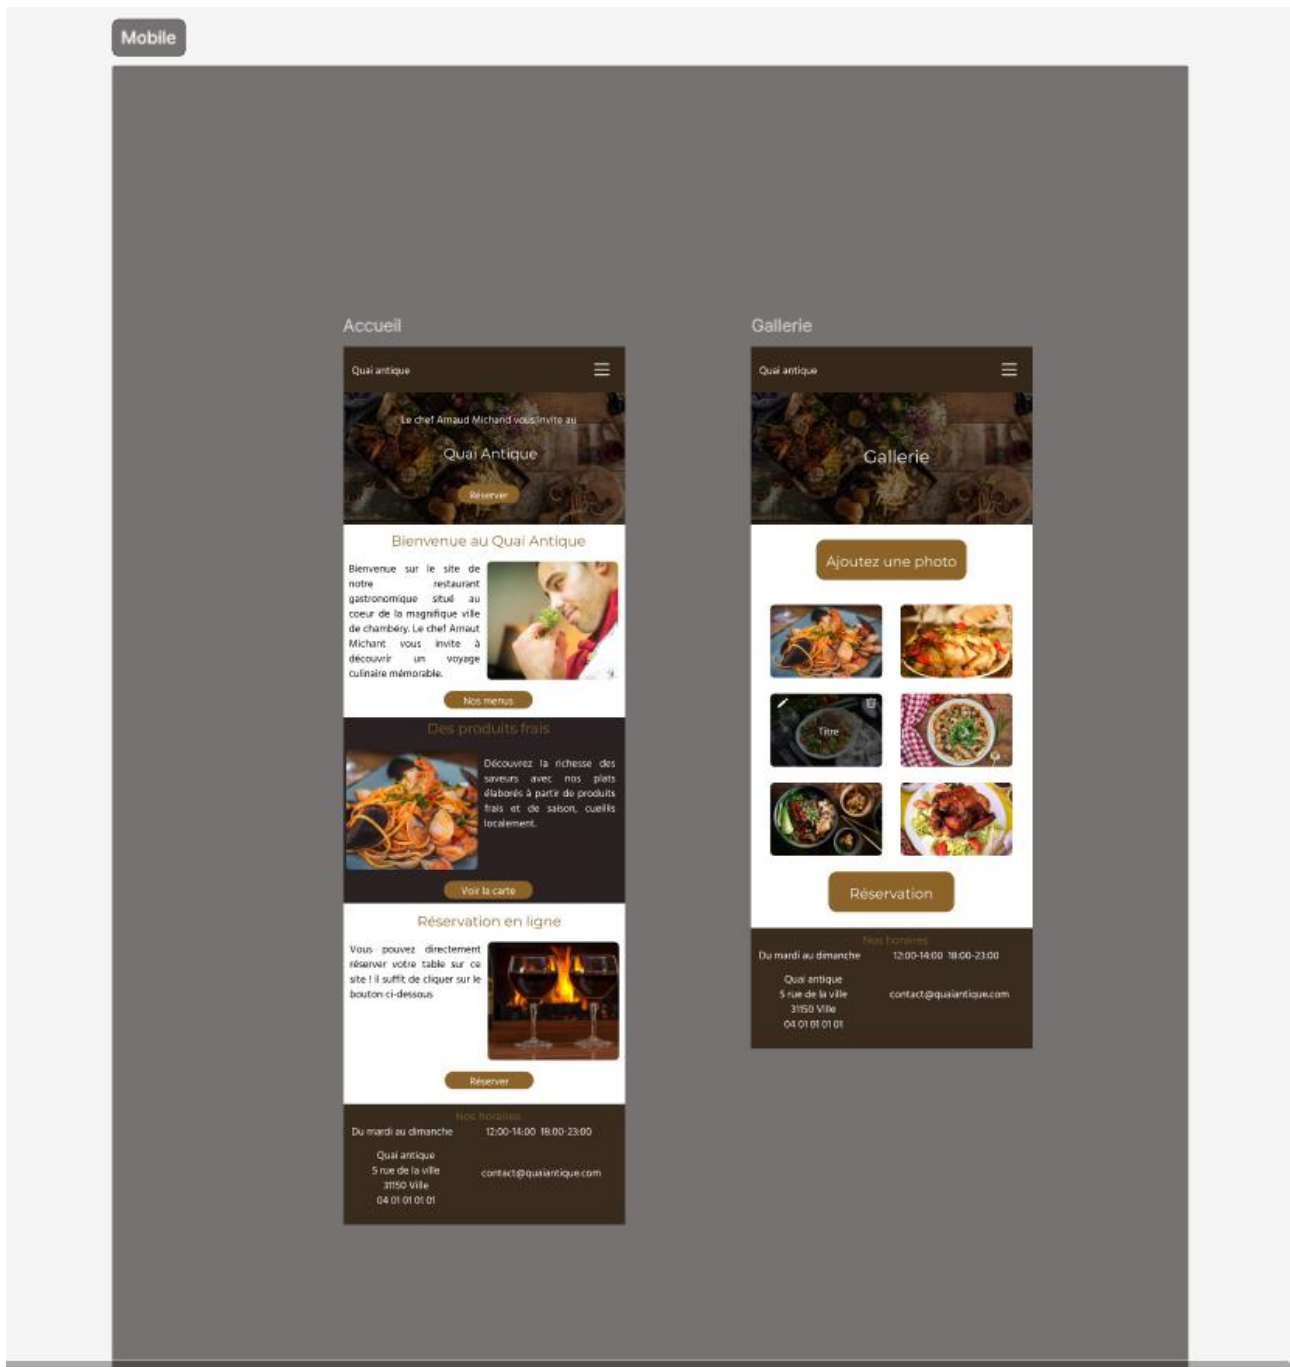 Mobile
Accueil
Quai antique
Le chef Arnaud Michand vous invite au
Quai Antique
Réserver
Bienvenue au Quai Antique
Bienvenue sur le site de
notre restaurant
gastronomique situé au
coeur de la magnifique ville
de chambéry. Le chef Arnaut
Michant vous invite à
découvrir un voyage
culinaire mémorable.
Nos menus
Des produits frais
Découvrez la richesse des
saveurs avec nos plats
élaborés à partir de produits
frais et de saison, cueillis
localement.
Voir la carte
Réservation en ligne
Vous pouvez directement
réserver votre table sur ce
site ! il suffit de cliquer sur le
bouton ci-dessous
Réserver
Nos horaires
Du mardi au dimanche 12:00-14:00 18:00-23:00
Quai antique
5 rue de la ville
31150 Ville
04 01 01 01 01
contact@quaiantique.com
Gallerie
Quai antique
Gallerie
Ajoutez une photo
Titre
Réservation
Nos horaires
Du mardi au dimanche 12:00-14:00 18:00-23:00
Quai antique
5 rue de la ville
31150 Ville
04 01 01 01 01
contact@quaiantique.com